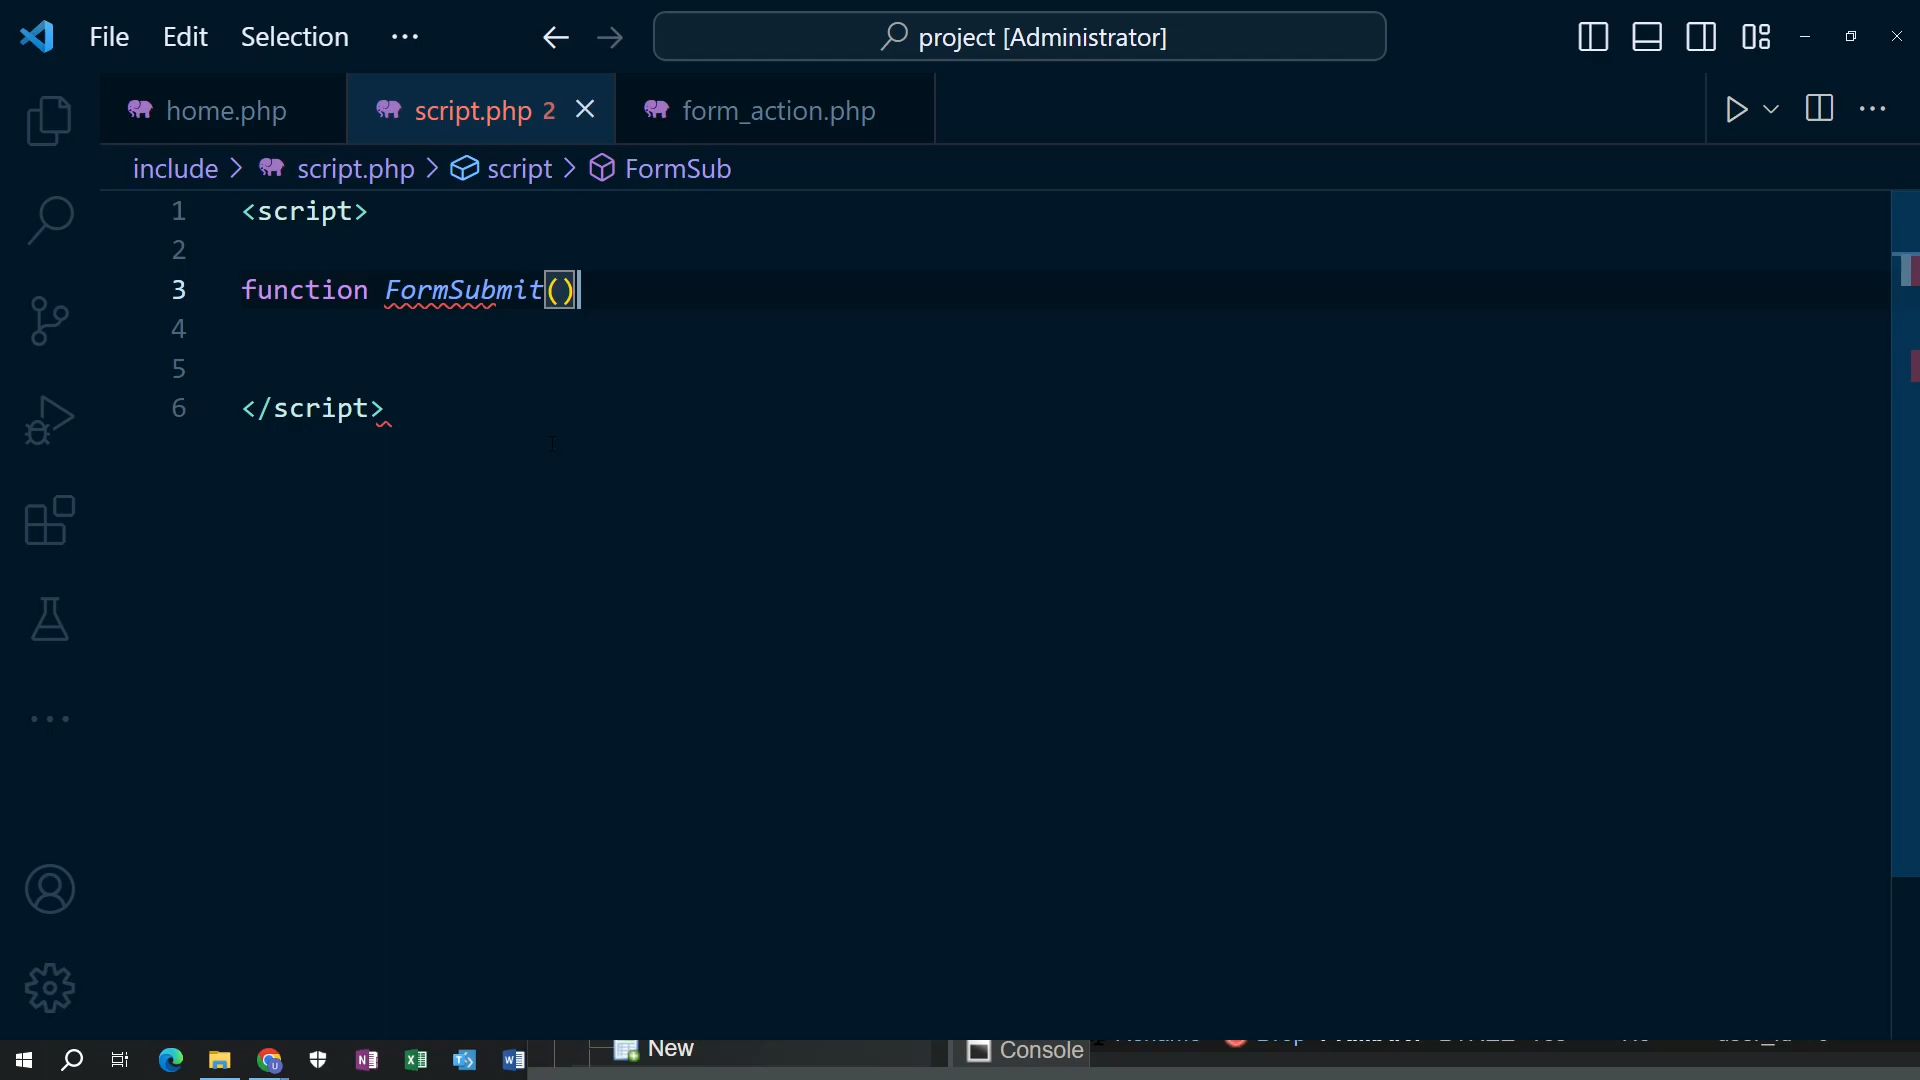 File Edit Selection ··· project [Administrator]
home.php script.php 2 form_action.php
include > script.php > script > FormSub
1 <script>
2
3 function FormSubmit()
4
5
6 </script>
New Console